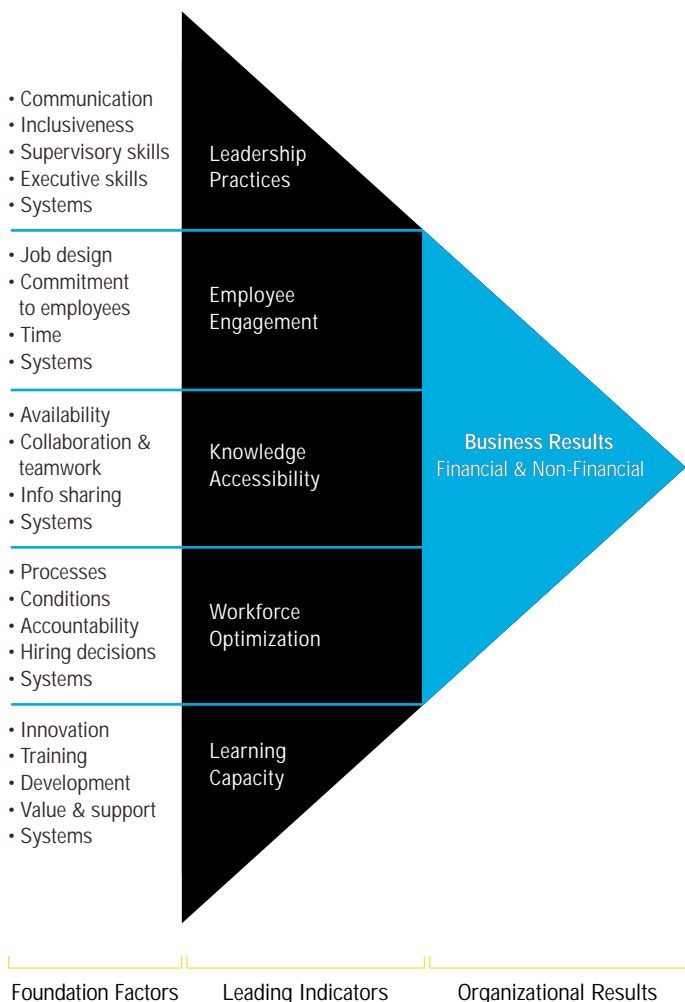 • Communication
• Inclusiveness
• Supervisory skills
• Executive skills
• Systems
Leadership
Practices
• Job design
• Commitment
to employees
• Time
• Systems
Employee
Engagement
• Availability
• Collaboration &
teamwork
• Info sharing
• Systems
Knowledge
Accessibility
• Processes
• Conditions
• Accountability
• Hiring decisions
• Systems
Workforce
Optimization
• Innovation
• Training
• Development
• Value & support
• Systems
Learning
Capacity
Business Results
Financial & Non-Financial
Foundation Factors
Leading Indicators
Organizational Results